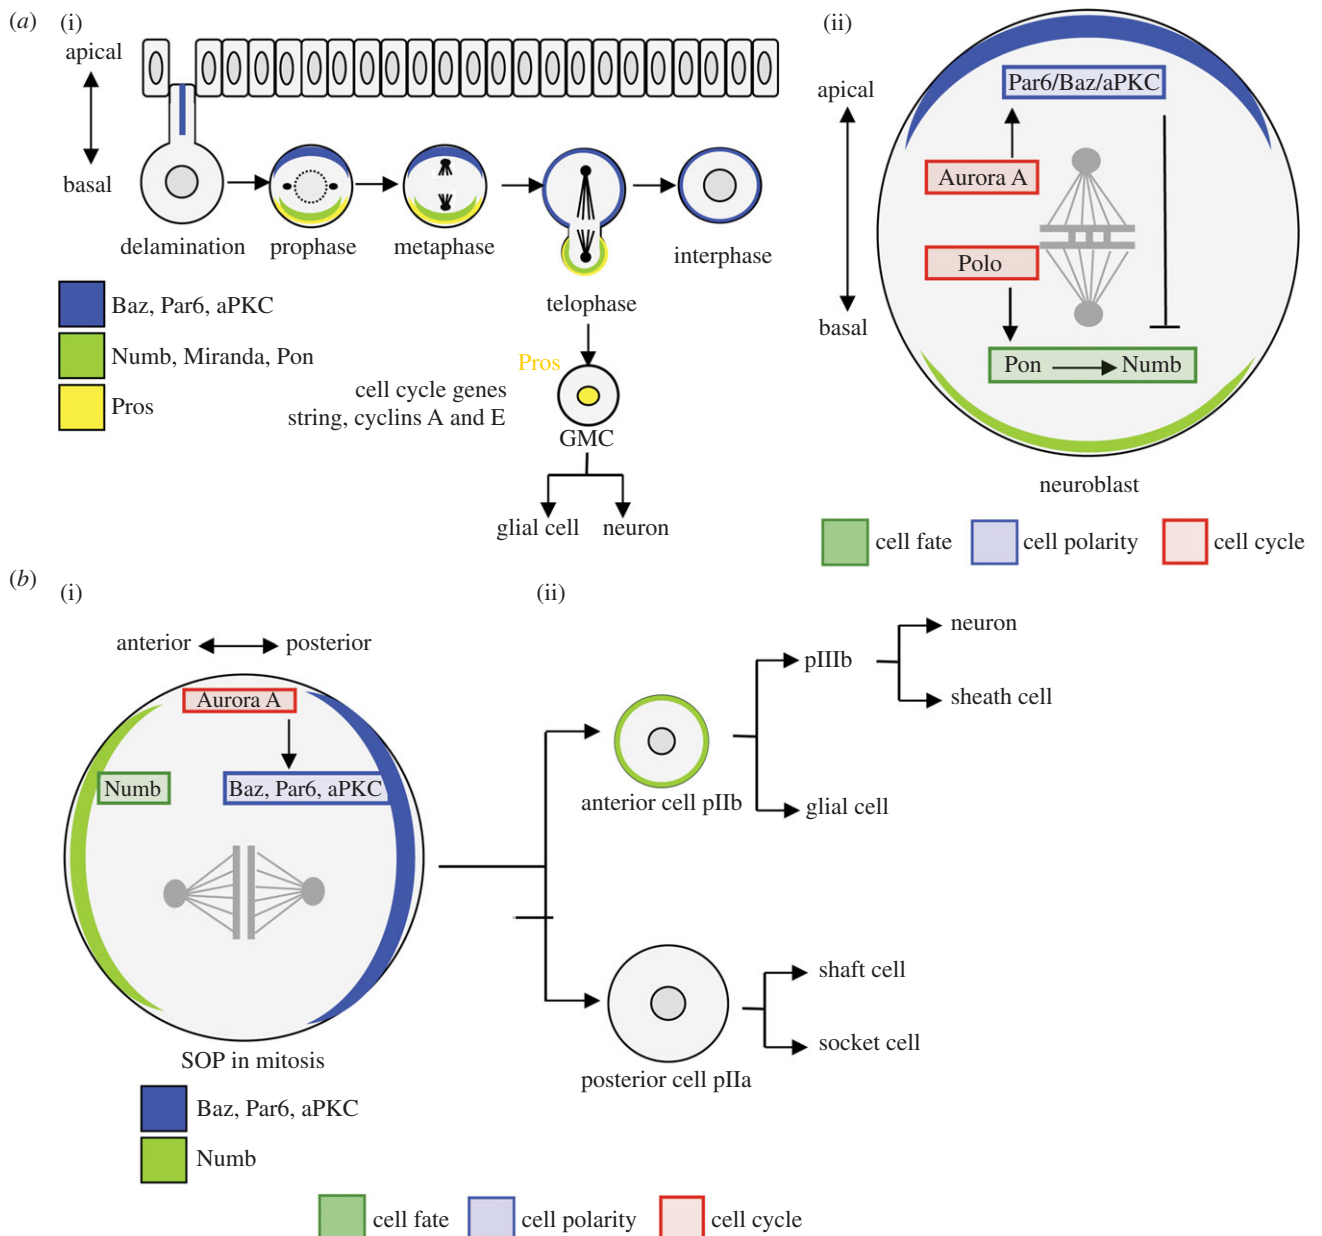 (a) (i)
apical
basal
delamination
prophase
metaphase
telophase
interphase
Baz, Par6, aPKC
Numb, Miranda, Pon
Pros
Pros
cell cycle genes
string, cyclins A and E
GMC
glial cell
neuron
(ii)
apical
basal
Par6/Baz/aPKC
Aurora A
Polo
Pon
Numb
neuroblast
cell fate
cell polarity
cell cycle
(b) (i)
anterior
posterior
Aurora A
Numb
Baz, Par6, aPKC
SOP in mitosis
Baz, Par6, aPKC
Numb
(ii)
anterior cell pIIb
pIIIb
neuron
sheath cell
glial cell
posterior cell pIIa
shaft cell
socket cell
cell fate
cell polarity
cell cycle